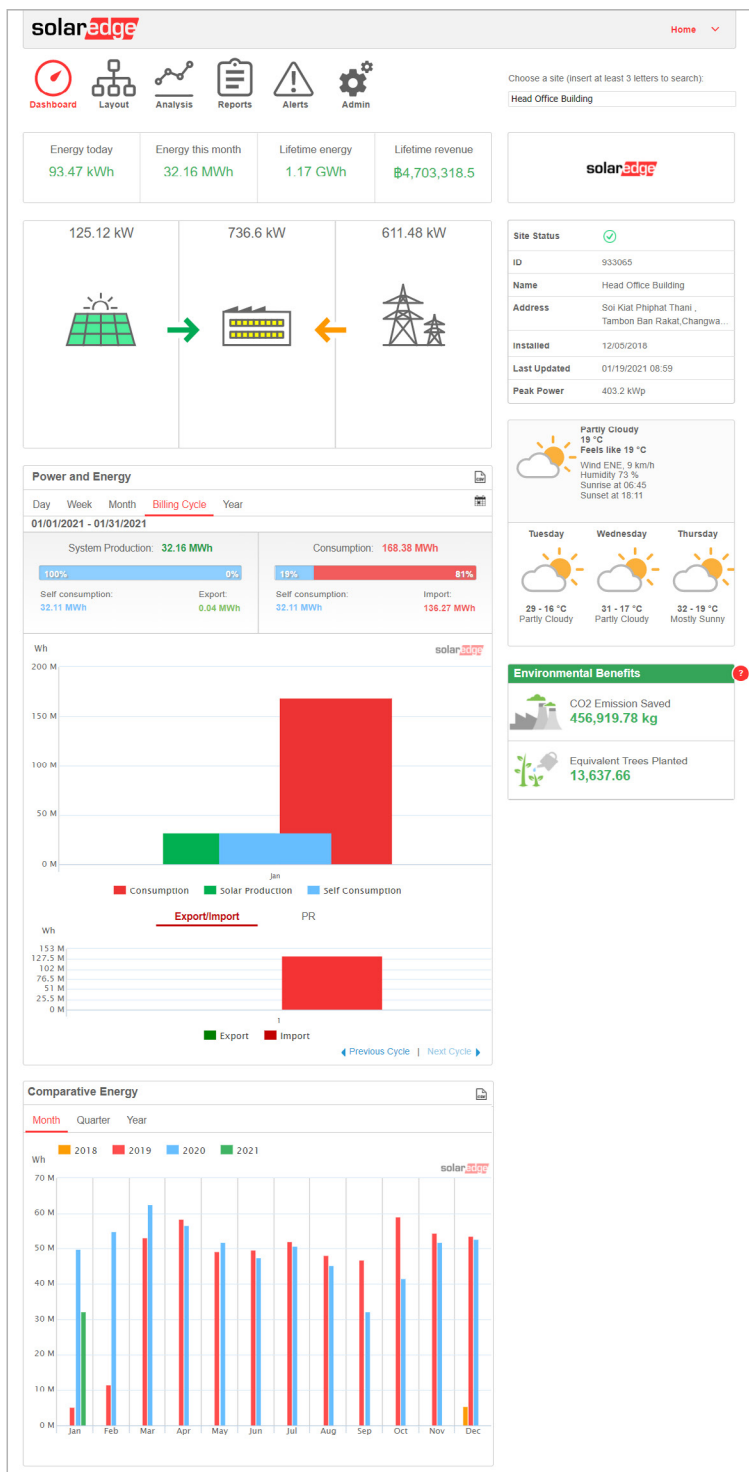 solaredge
Home
Dashboard Layout Analysis Reports Alerts Admin
Choose a site (insert at least 3 letters to search):
Head Office Building
Energy today Energy this month Lifetime energy Lifetime revenue
93.47 kWh 32.16 MWh 1.17 GWh ฿4,703,318.5
solaredge
125.12 kW 736.6 kW 611.48 kW
Site Status
ID 933065
Name Head Office Building
Address Soi Kiat Phiphat Thani ,
Tambon Ban Rakat,Changwa...
Installed 12/05/2018
Last Updated 01/19/2021 08:59
Peak Power 403.2 kWp
Partly Cloudy
19 °C
Feels like 19 °C
Wind ENE, 9 km/h
Humidity 73 %
Sunrise at 06:45
Sunset at 18:11
Tuesday Wednesday Thursday
29 - 16 °C 31 - 17 °C 32 - 19 °C
Partly Cloudy Partly Cloudy Mostly Sunny
Environmental Benefits ?
CO2 Emission Saved
456,919.78 kg
Equivalent Trees Planted
13,637.66
Power and Energy CSV
Day Week Month Billing Cycle Year
01/01/2021 - 01/31/2021
System Production: 32.16 MWh Consumption: 168.38 MWh
100% 0% 19% 81%
Self consumption: Export: Self consumption: Import:
32.11 MWh 0.04 MWh 32.11 MWh 136.27 MWh
Wh solaredge
200 M
150 M
100 M
50 M
0 M
Jan
Consumption Solar Production Self Consumption
Export/Import PR
Wh
153 M
127.5 M
102 M
76.5 M
51 M
25.5 M
0 M
1
Export Import
Previous Cycle | Next Cycle
Comparative Energy CSV
Month Quarter Year
2018 2019 2020 2021
Wh solaredge
70 M
60 M
50 M
40 M
30 M
20 M
10 M
0 M
Jan Feb Mar Apr May Jun Jul Aug Sep Oct Nov Dec